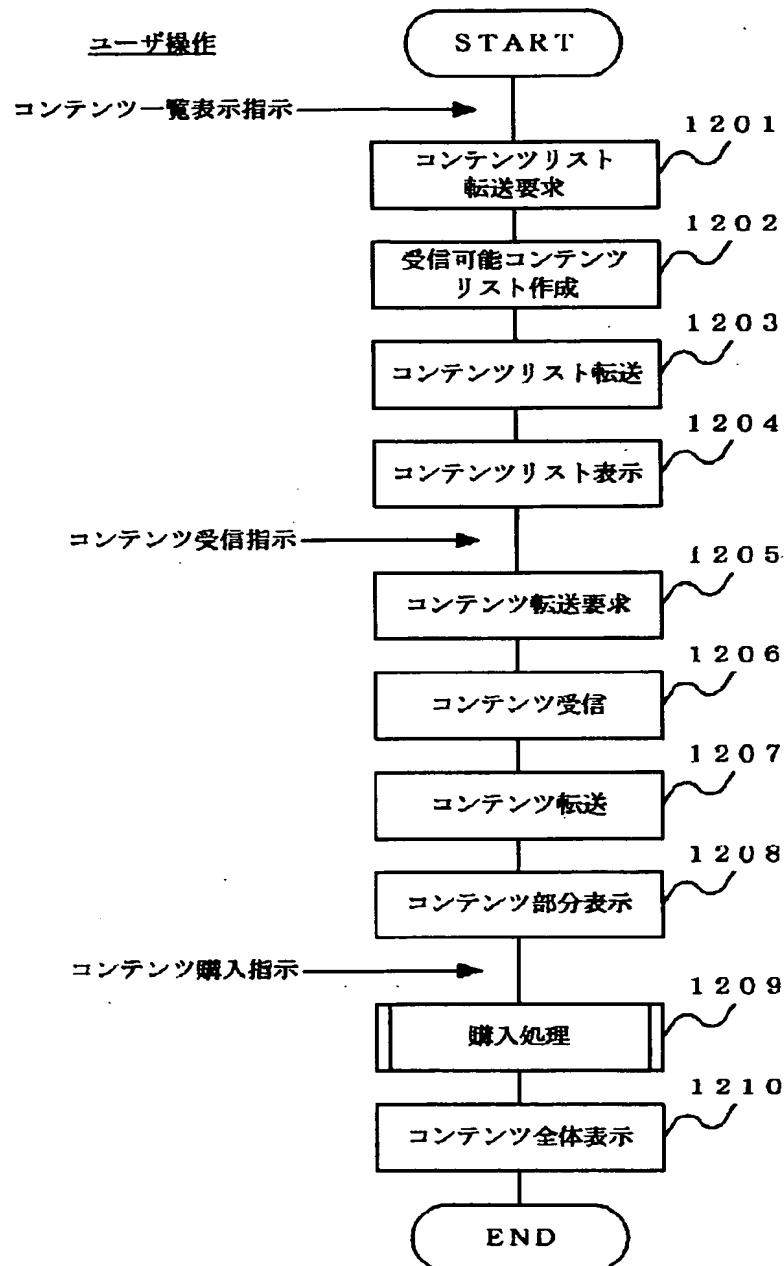 ユーザ操作
START
コンテンツ一覧表示指示
1201
コンテンツリスト
転送要求
1202
受信可能コンテンツ
リスト作成
1203
コンテンツリスト転送
1204
コンテンツリスト表示
コンテンツ受信指示
1205
コンテンツ転送要求
1206
コンテンツ受信
1207
コンテンツ転送
1208
コンテンツ部分表示
コンテンツ購入指示
1209
購入処理
1210
コンテンツ全体表示
END